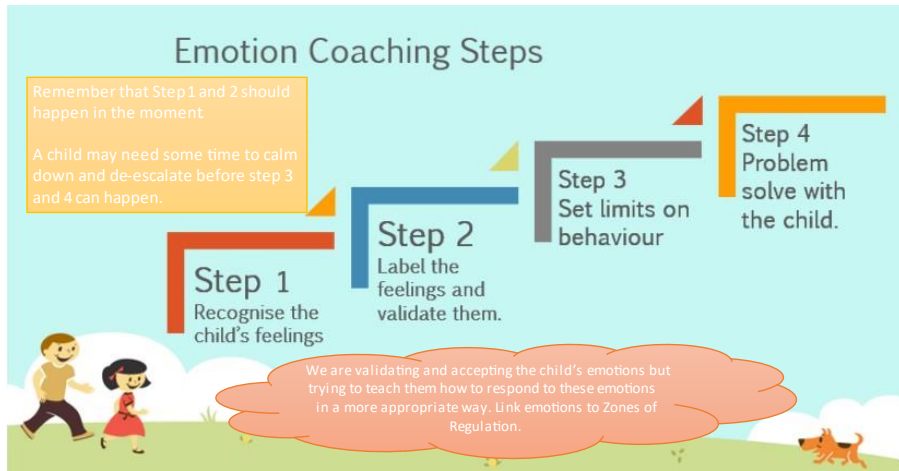 Emotion Coaching Steps
Remember that Step 1 and 2 should
happen in the moment.
A child may need some time to calm
down and de-escalate before step 3
and 4 can happen.
Step 1
Recognise the
child's feelings
Step 2
Label the
feelings and
validate them.
Step 3
Set limits on
behaviour
Step 4
Problem
solve with
the child.
We are validating and accepting the child's emotions but
trying to teach them how to respond to these emotions
in a more appropriate way. Link emotions to Zones of
Regulation.